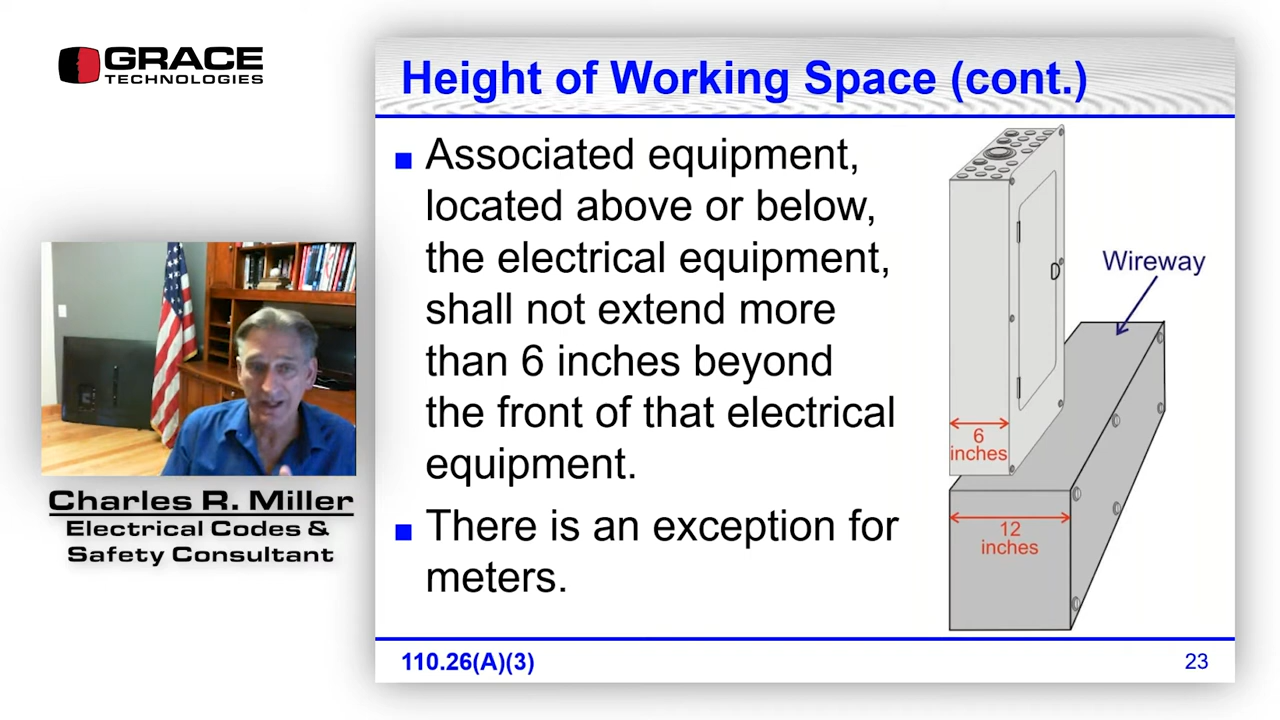 GRACE
TECHNOLOGIES
Height of Working Space (cont.)
Associated equipment,
located above or below,
the electrical equipment,
shall not extend more
than 6 inches beyond
the front of that electrical
equipment.
There is an exception for
meters.
Wireway
6
inches
12
inches
Charles R. Miller
Electrical Codes &
Safety Consultant
110.26(A)(3)
23